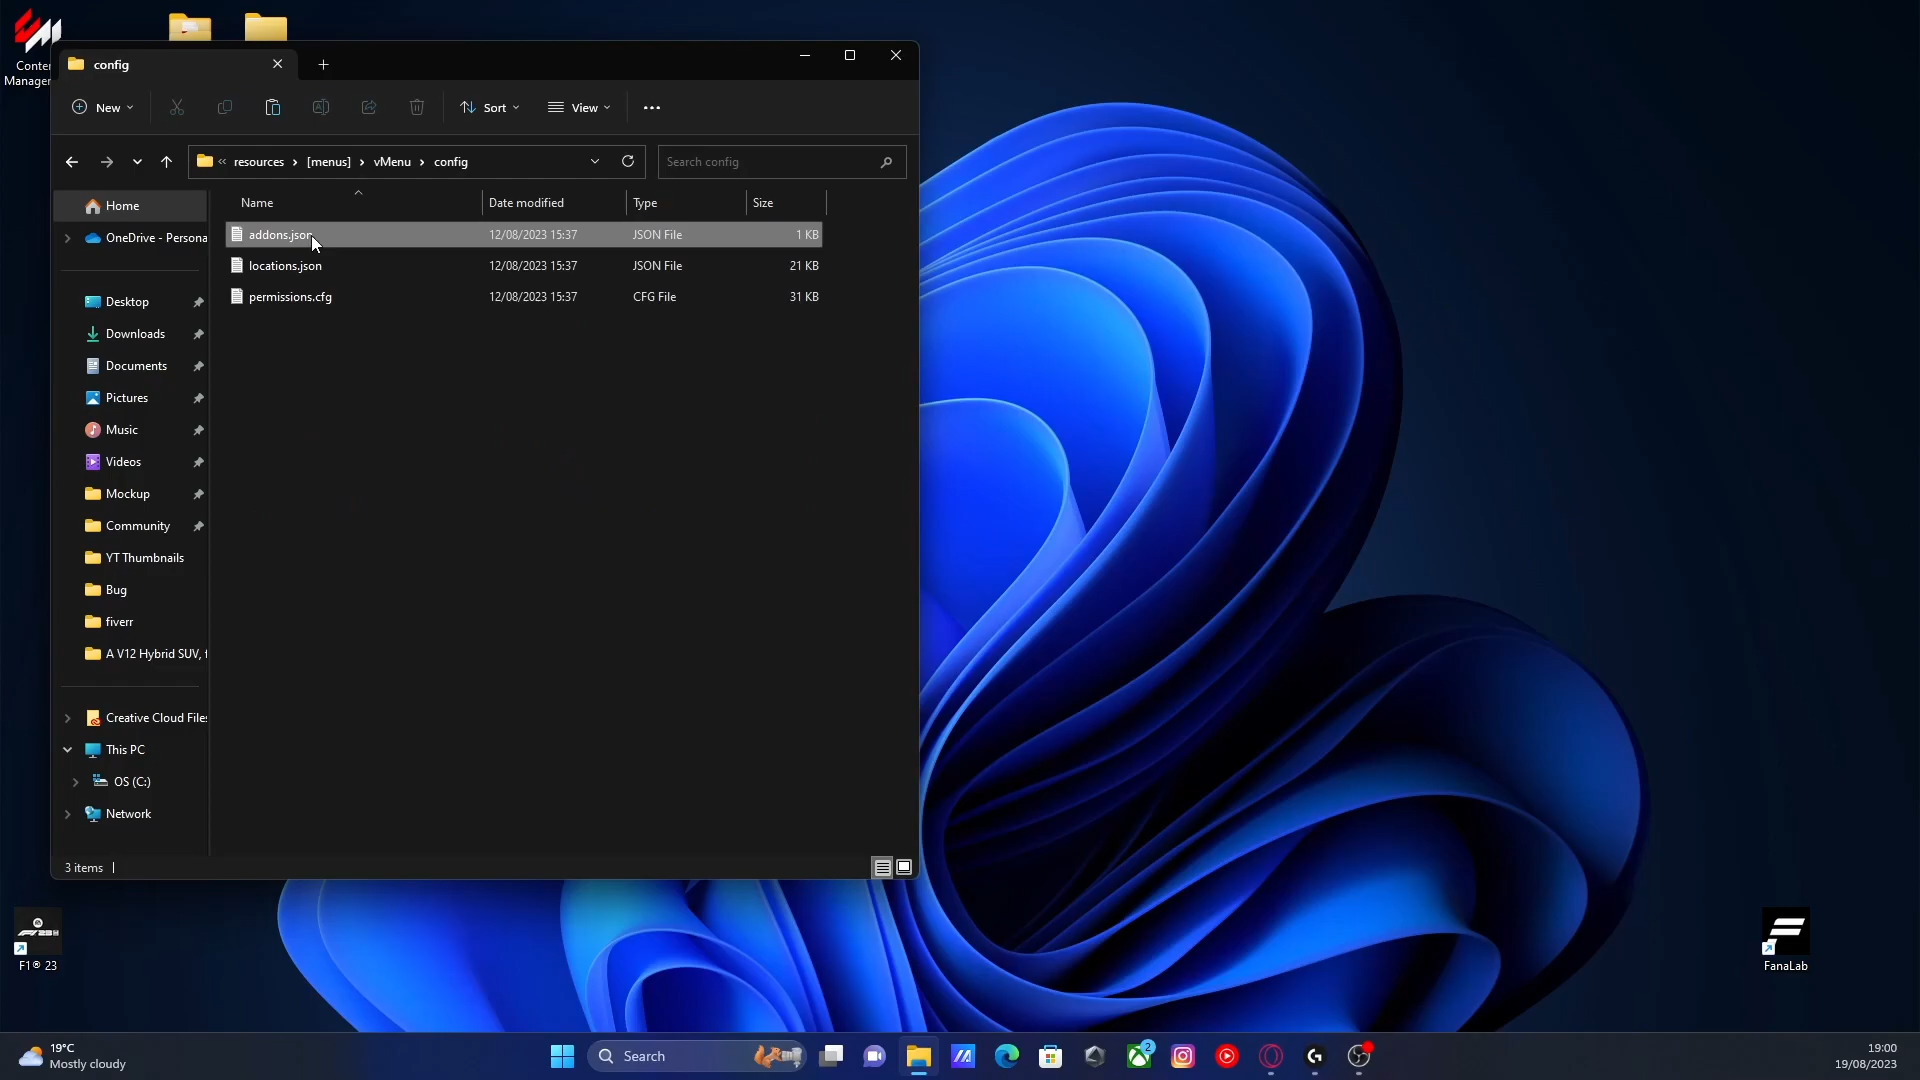 Conten
Manager
config
New
Sort
View
resources
[menus]
vMenu
config
Search config
Name
Date modified
Type
Size
Home
OneDrive - Persona
Desktop
Downloads
Documents
Pictures
Music
Videos
Mockup
Community
YT Thumbnails
Bug
fiverr
A V12 Hybrid SUV, t
Creative Cloud Files
This PC
OS (C:)
Network
addons.json 12/08/2023 15:37 JSON File 1 KB
locations.json 12/08/2023 15:37 JSON File 21 KB
permissions.cfg 12/08/2023 15:37 CFG File 31 KB
3 items
F1® 23
FanaLab
19°C
Mostly cloudy
Search
2
19:00
19/08/2023